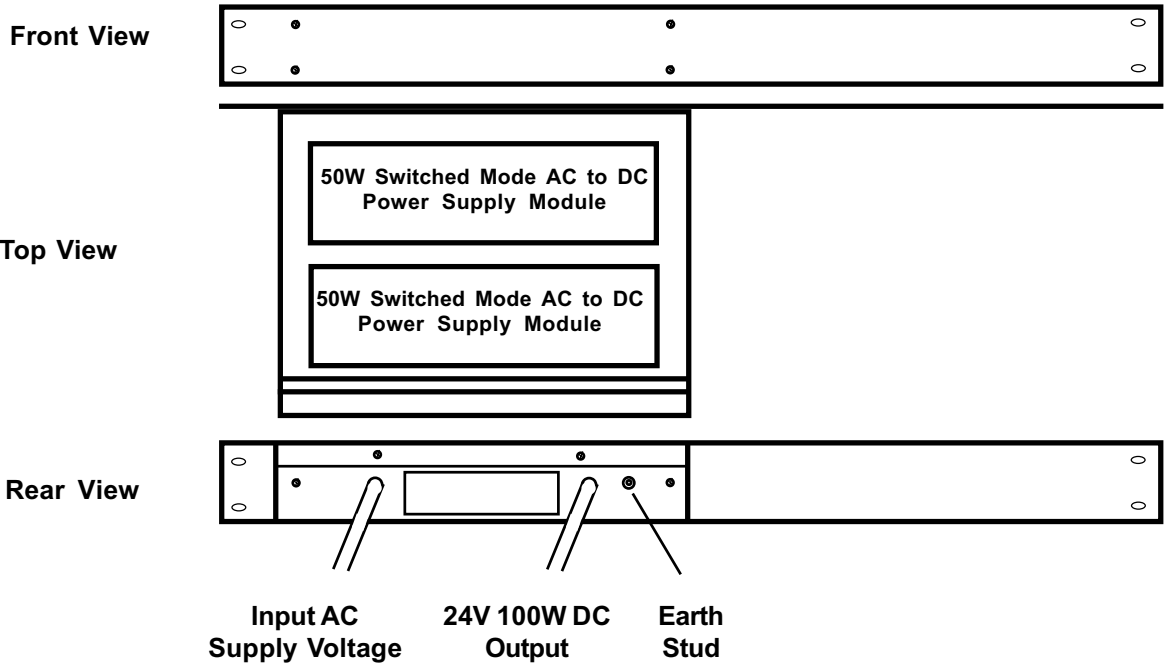 Front View
50W Switched Mode AC to DC
Power Supply Module
Top View
50W Switched Mode AC to DC
Power Supply Module
Rear View
Input AC
Supply Voltage
24V 100W DC
Output
Earth
Stud